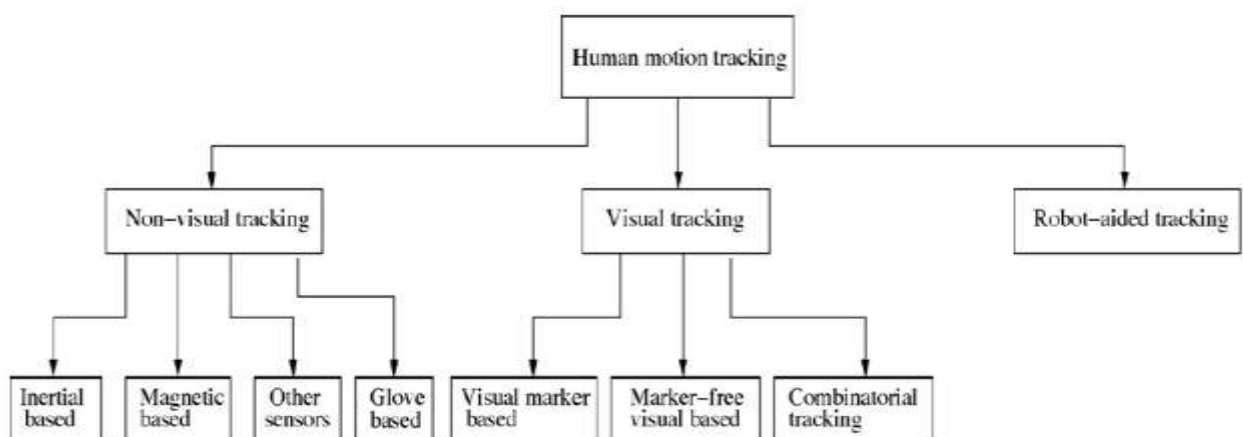 Human motion tracking
Non-visual tracking
Visual tracking
Robot-aided tracking
Inertial
based
Magnetic
based
Other
sensors
Glove
based
Visual marker
based
Marker-free
visual based
Combinatorial
tracking